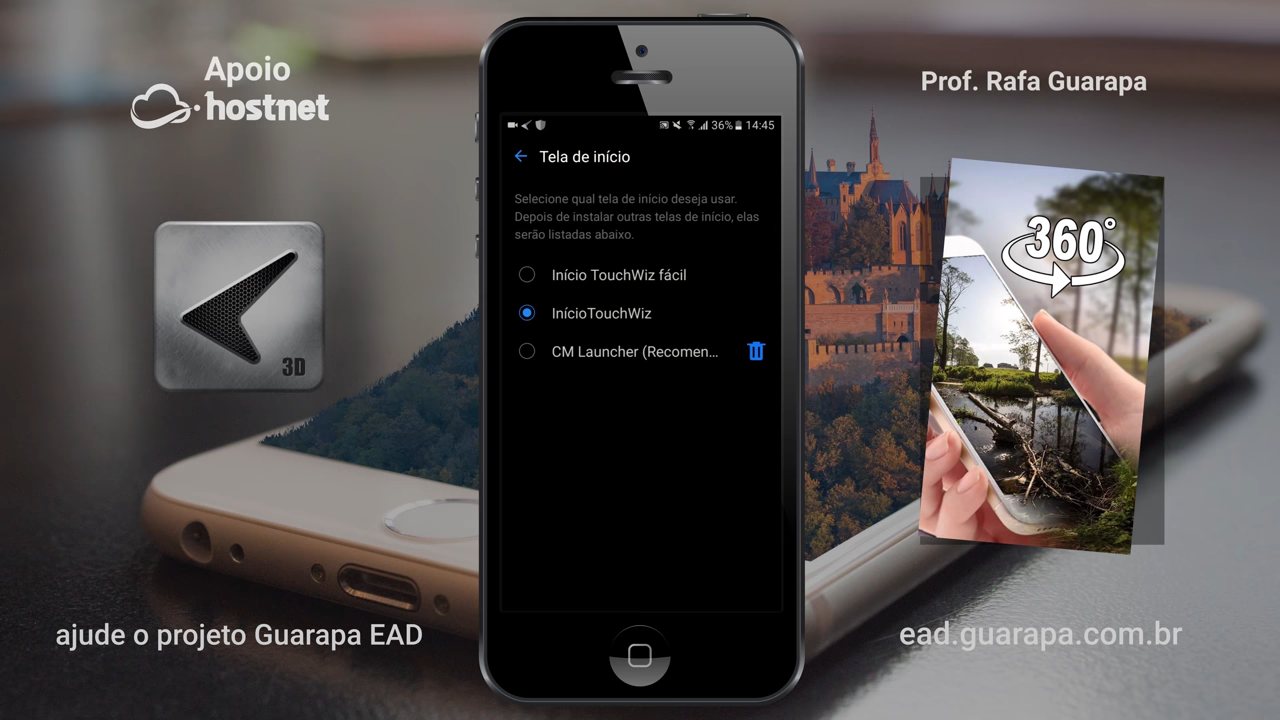 Apoio
hostnet
Prof. Rafa Guarapa
36% 14:45
Tela de início
Selecione qual tela de início deseja usar.
Depois de instalar outras telas de início, elas
serão listadas abaixo.
Início TouchWiz fácil
InícioTouchWiz
CM Launcher (Recomen...
3D
360°
ajude o projeto Guarapa EAD
ead.guarapa.com.br